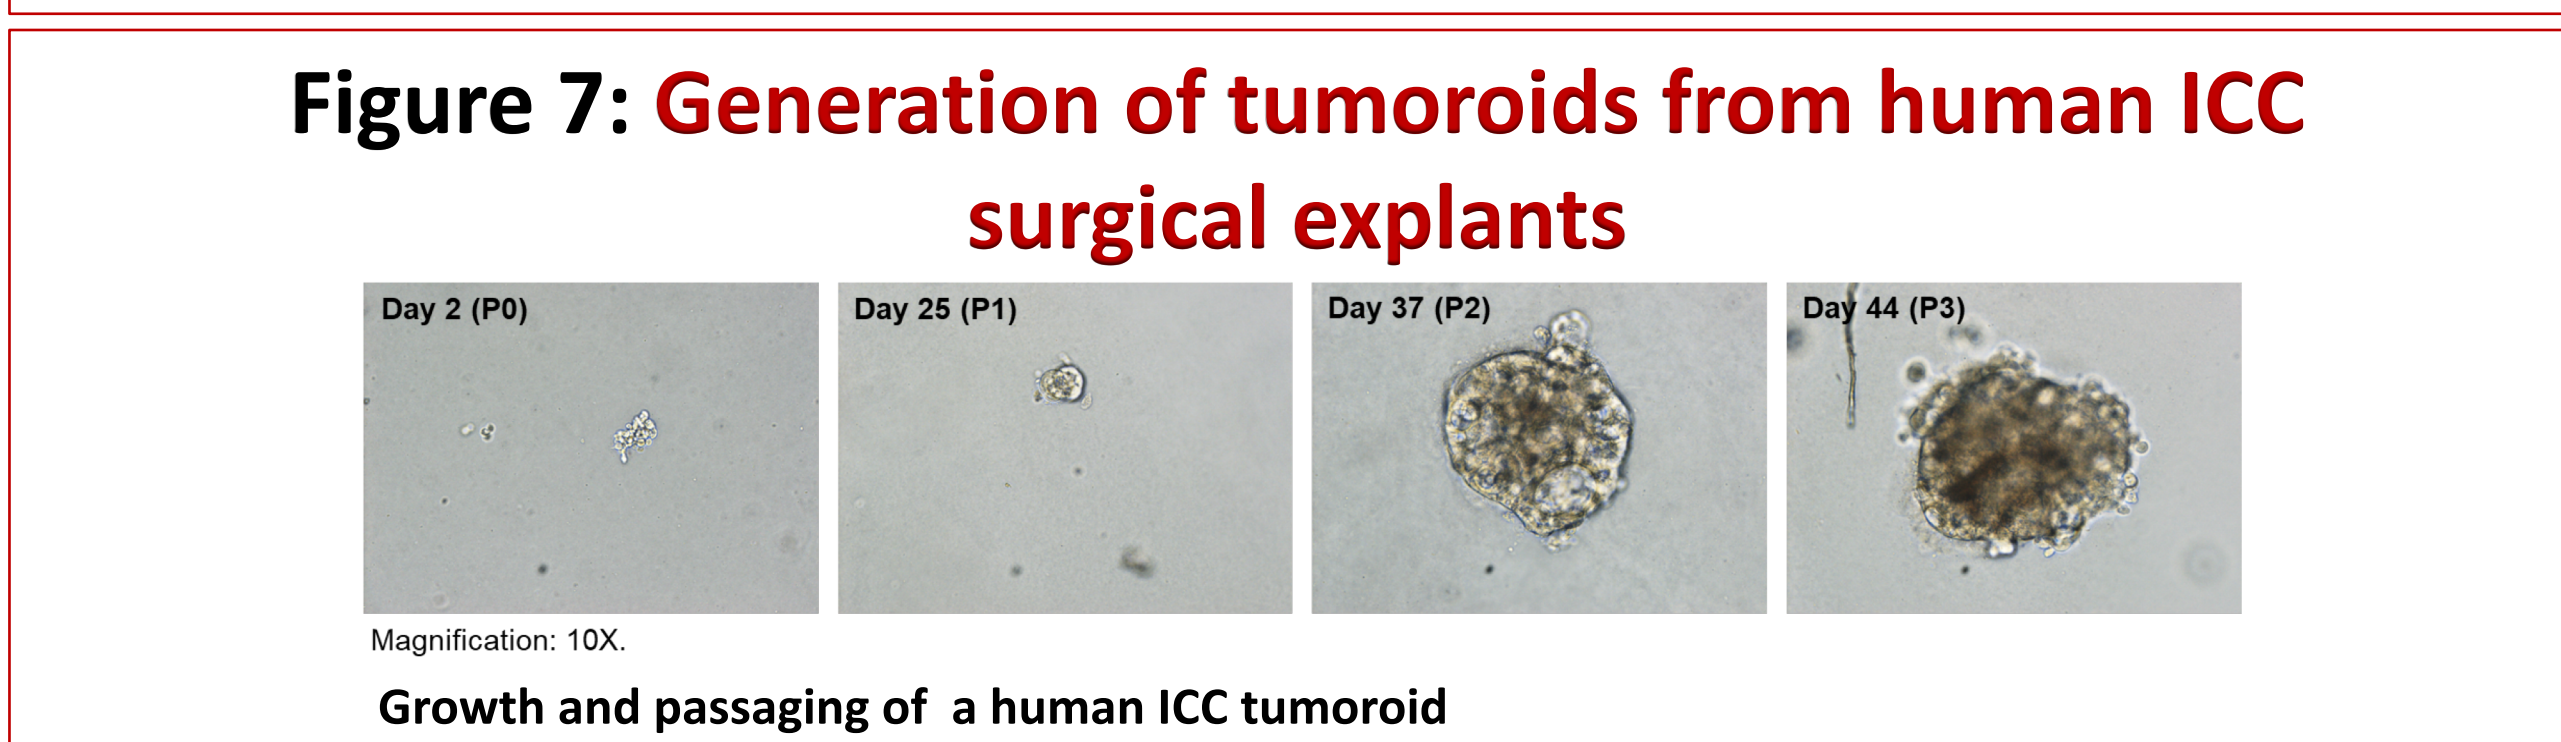 Figure 7: Generation of tumoroids from human ICC
surgical explants
Day 2 (P0)
Day 25 (P1)
Day 37 (P2)
Day 44 (P3)
Magnification: 10X.
Growth and passaging of  a human ICC tumoroid